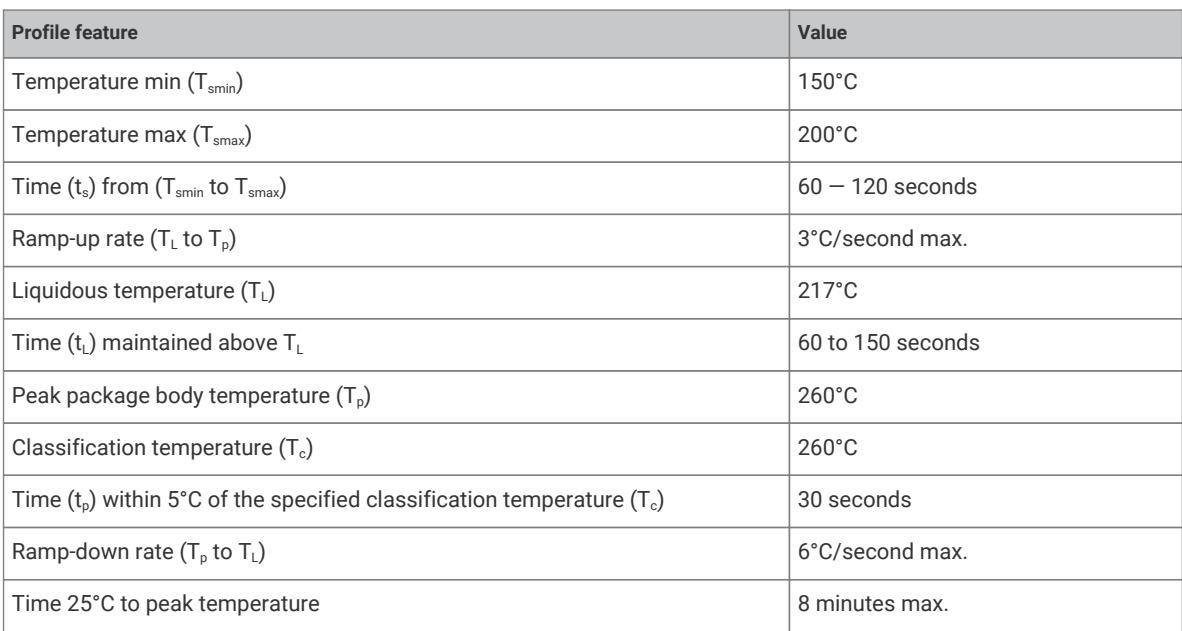 Profile feature Value
Temperature min (Tsmin) 150°C
Temperature max (Tsmax) 200°C
Time (ts) from (Tsmin to Tsmax) 60 — 120 seconds
Ramp-up rate (TL to Tp) 3°C/second max.
Liquidous temperature (TL) 217°C
Time (tL) maintained above TL 60 to 150 seconds
Peak package body temperature (Tp) 260°C
Classification temperature (Tc) 260°C
Time (tp) within 5°C of the specified classification temperature (Tc) 30 seconds
Ramp-down rate (Tp to TL) 6°C/second max.
Time 25°C to peak temperature 8 minutes max.